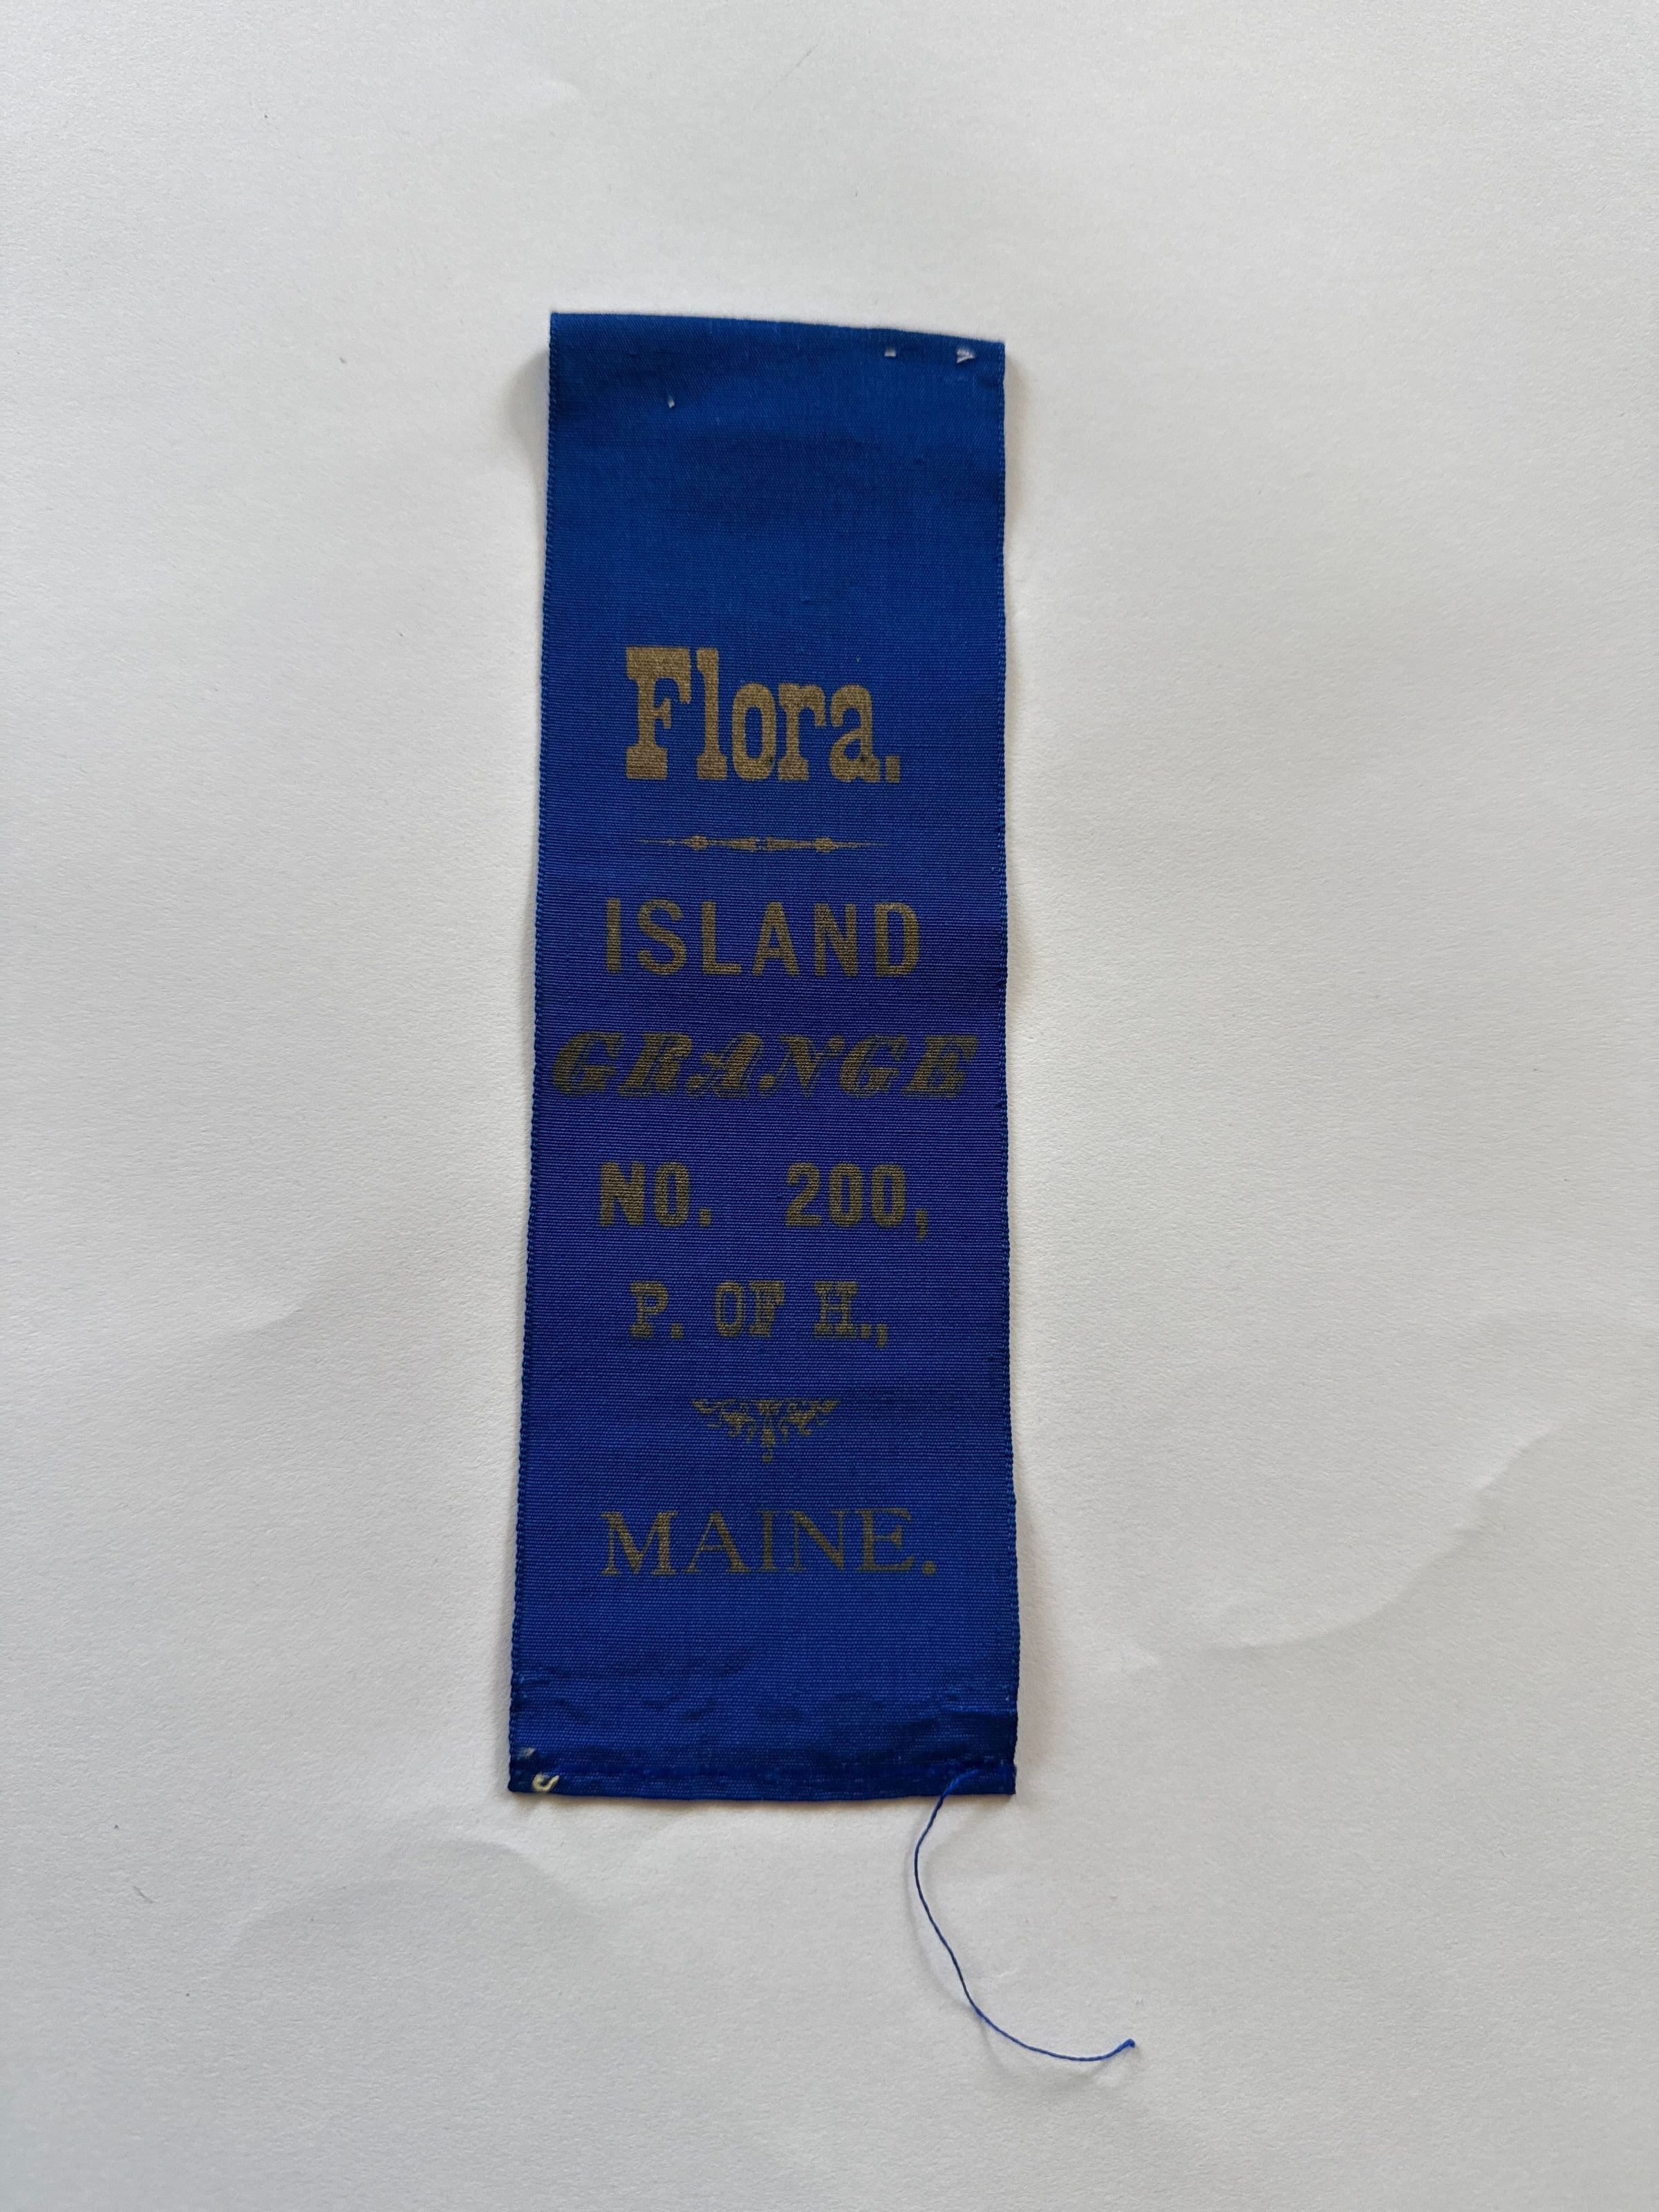 Flora.
ISLAND
GRANGE
NO. 200,
P. OF H.,
MAINE.